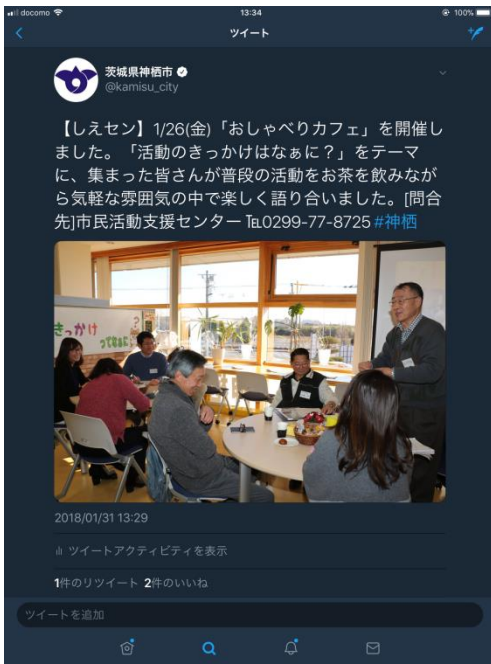 docomo
13:34
100%
ツイート
茨城県神栖市
@kamisu_city
【しえセン】1/26(金)「おしゃべりカフェ」を開催し
ました。「活動のきっかけはなぁに?」をテーマ
に、集まった皆さんが普段の活動をお茶を飲みなが
ら気軽な雰囲気の中で楽しく語り合いました。[問合
先]市民活動支援センター℡0299-77-8725 #神栖
きっかけ
ってなぁに?
2018/01/31 13:29
ツイートアクティビティを表示
1件のリツイート 2件のいいね
ツイートを追加